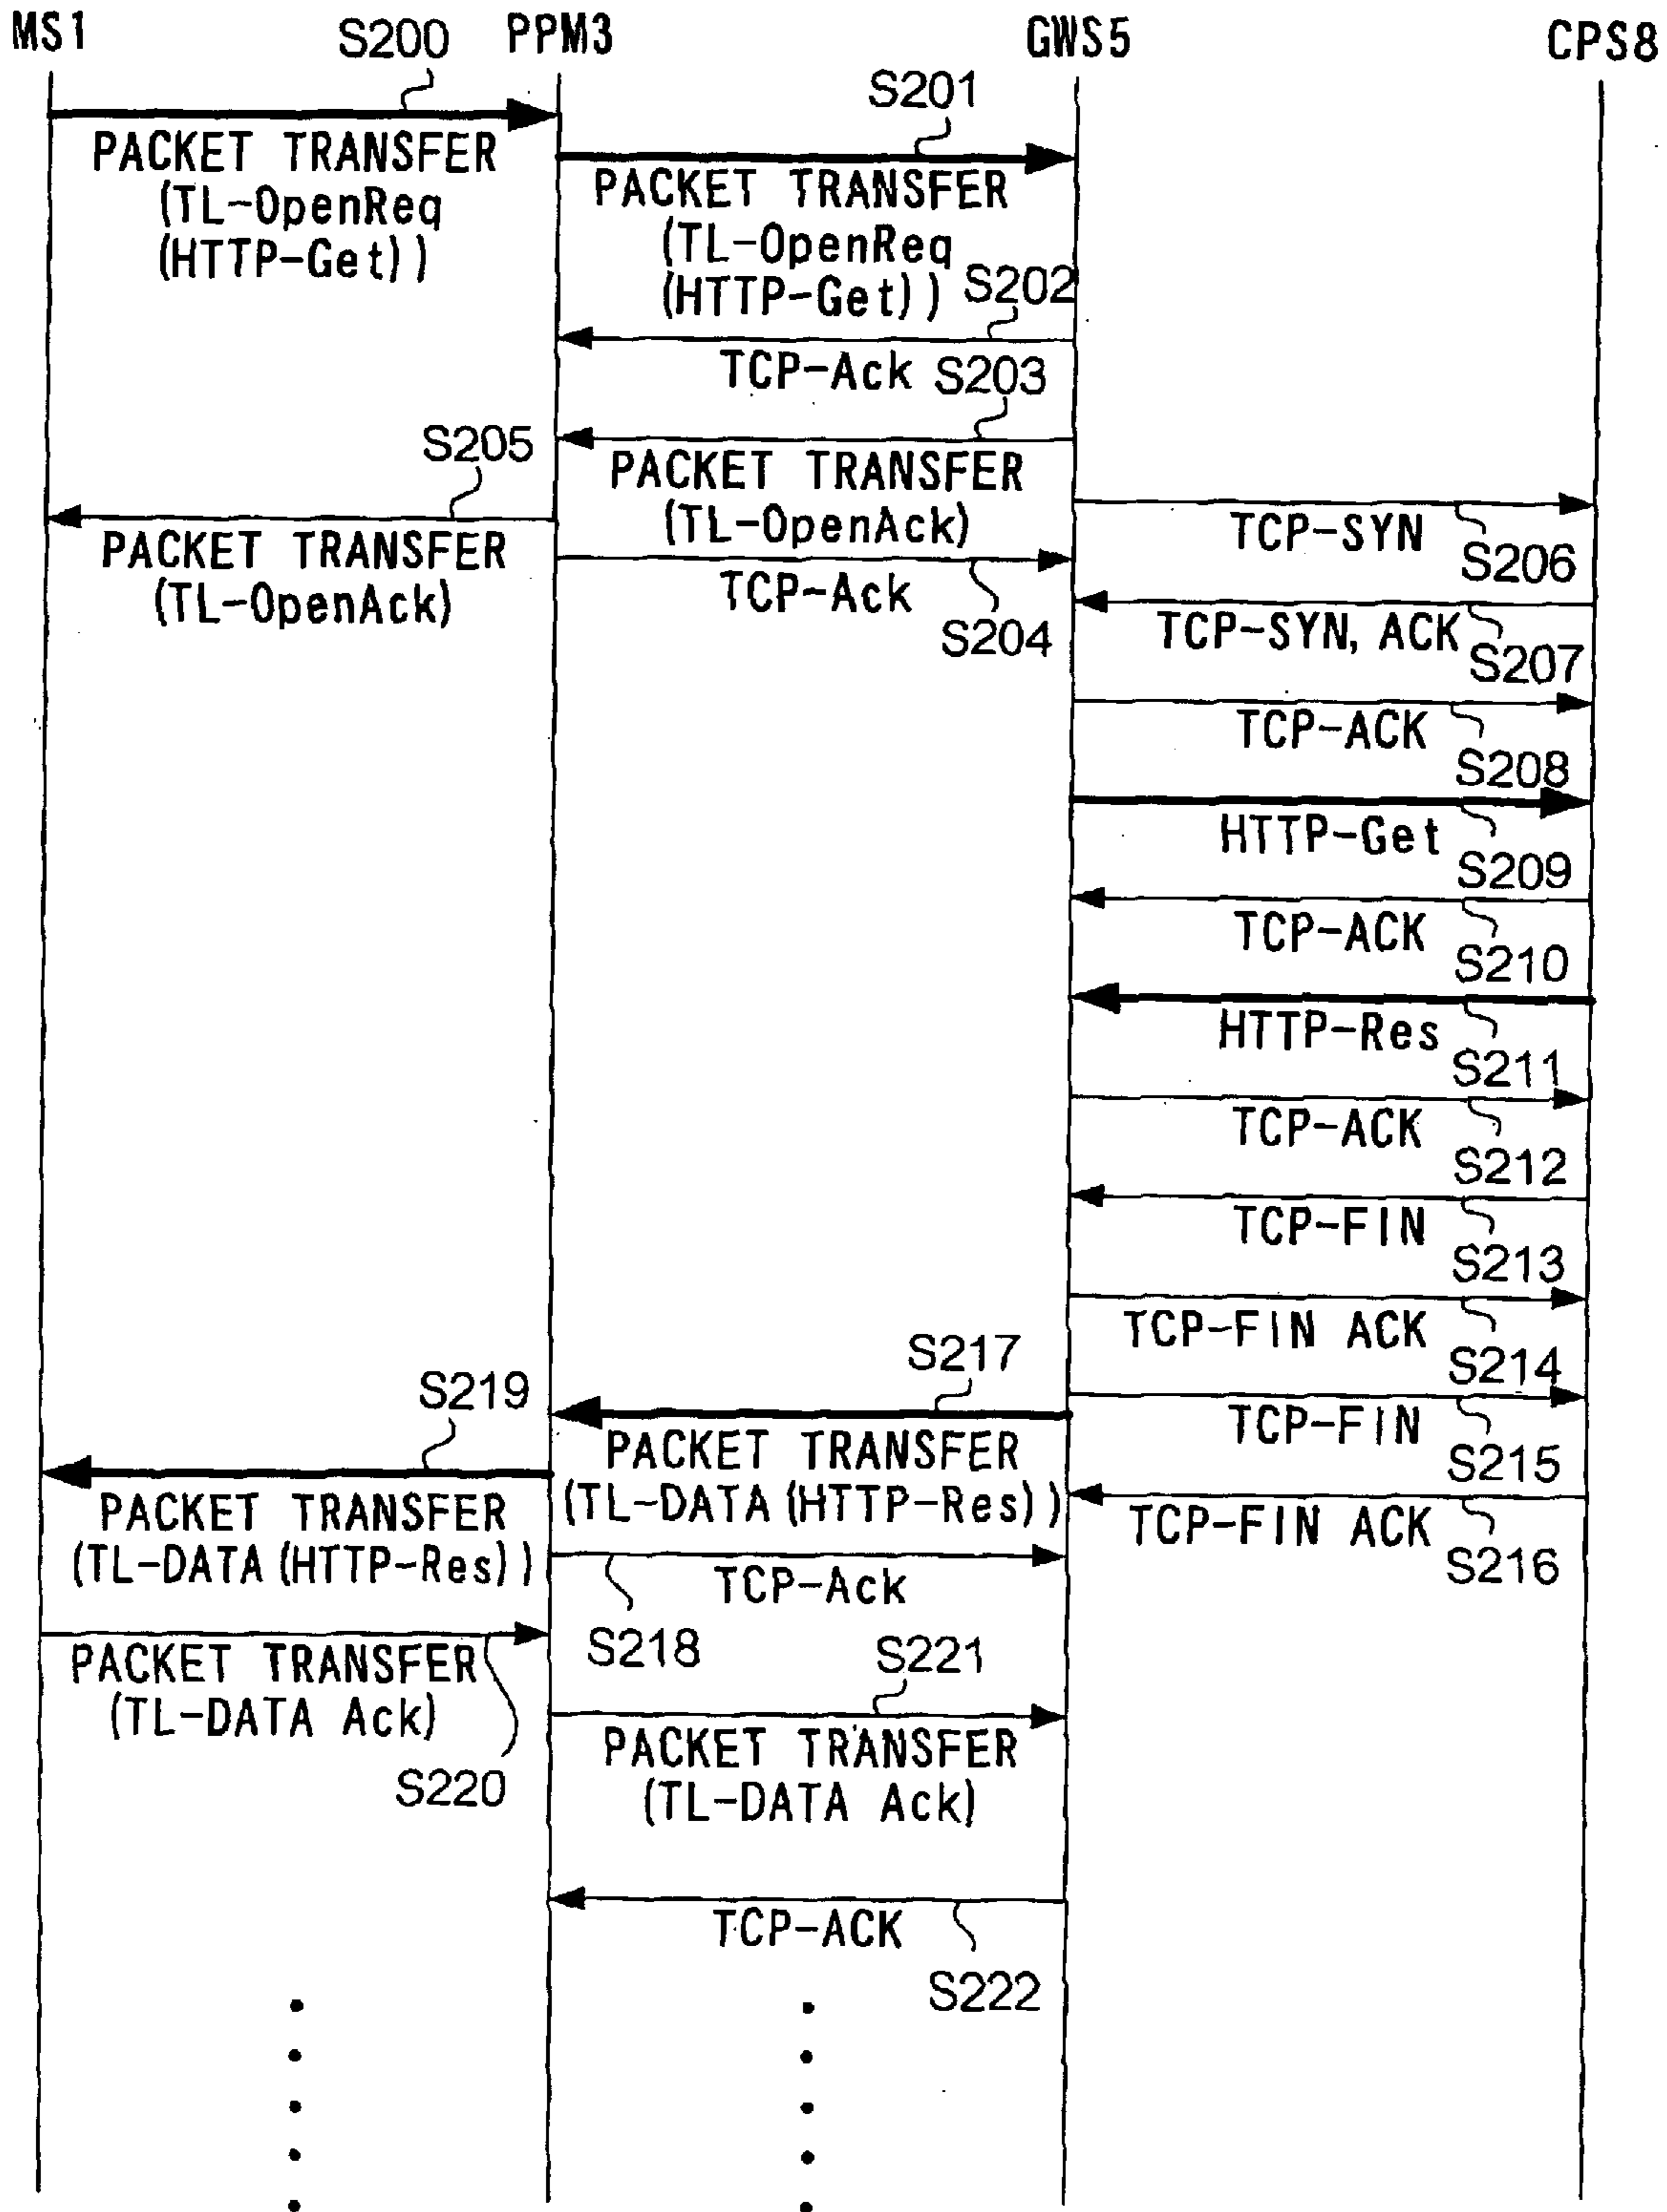 MS1
S200
PPM3
GWS5
CPS8
S201
PACKET TRANSFER
(TL-OpenReq
(HTTP-Get))
PACKET TRANSFER
(TL-OpenReq
(HTTP-Get))
S202
TCP-Ack
S203
S205
PACKET TRANSFER
(TL-OpenAck)
PACKET TRANSFER
(TL-OpenAck)
TCP-SYN
S206
TCP-Ack
S204
TCP-SYN, ACK
S207
TCP-ACK
S208
HTTP-Get
S209
TCP-ACK
S210
HTTP-Res
S211
TCP-ACK
S212
TCP-FIN
S213
TCP-FIN ACK
S214
S217
S219
TCP-FIN
S215
PACKET TRANSFER
(TL-DATA (HTTP-Res))
PACKET TRANSFER
(TL-DATA (HTTP-Res))
TCP-FIN ACK
S216
TCP-Ack
S218
PACKET TRANSFER
(TL-DATA Ack)
S220
S221
PACKET TRANSFER
(TL-DATA Ack)
TCP-ACK
S222